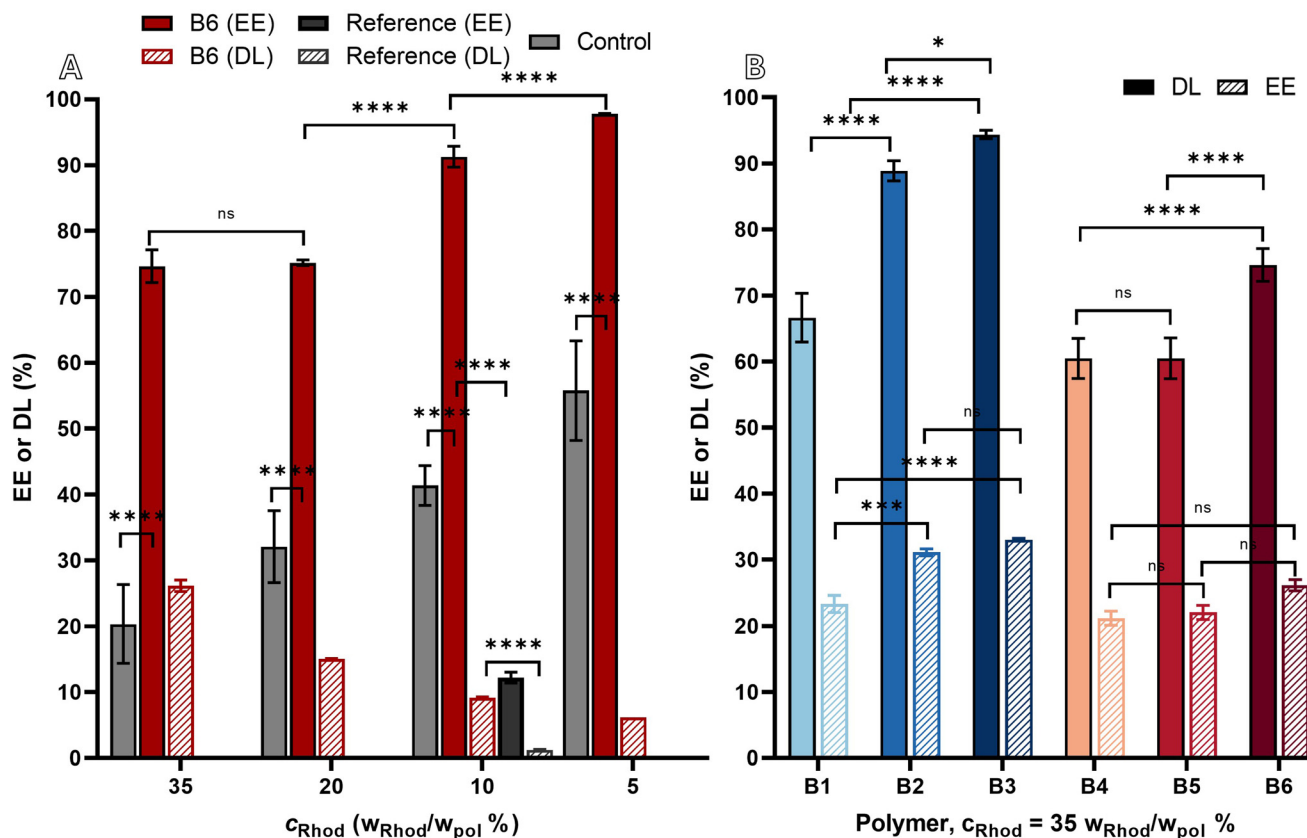 B6 (EE) Reference (EE) Control
B6 (DL) Reference (DL)
A
EE or DL (%)
100
90
80
70
60
50
40
30
20
10
0
****
****
ns
****
****
****
****
****
****
35 20 10 5
cRhod (wRhod/wpol %)
B
DL EE
EE or DL (%)
100
90
80
70
60
50
40
30
20
10
0
*
****
****
****
****
ns
ns
****
***
ns
ns
ns
B1 B2 B3 B4 B5 B6
Polymer, cRhod = 35 wRhod/wpol %